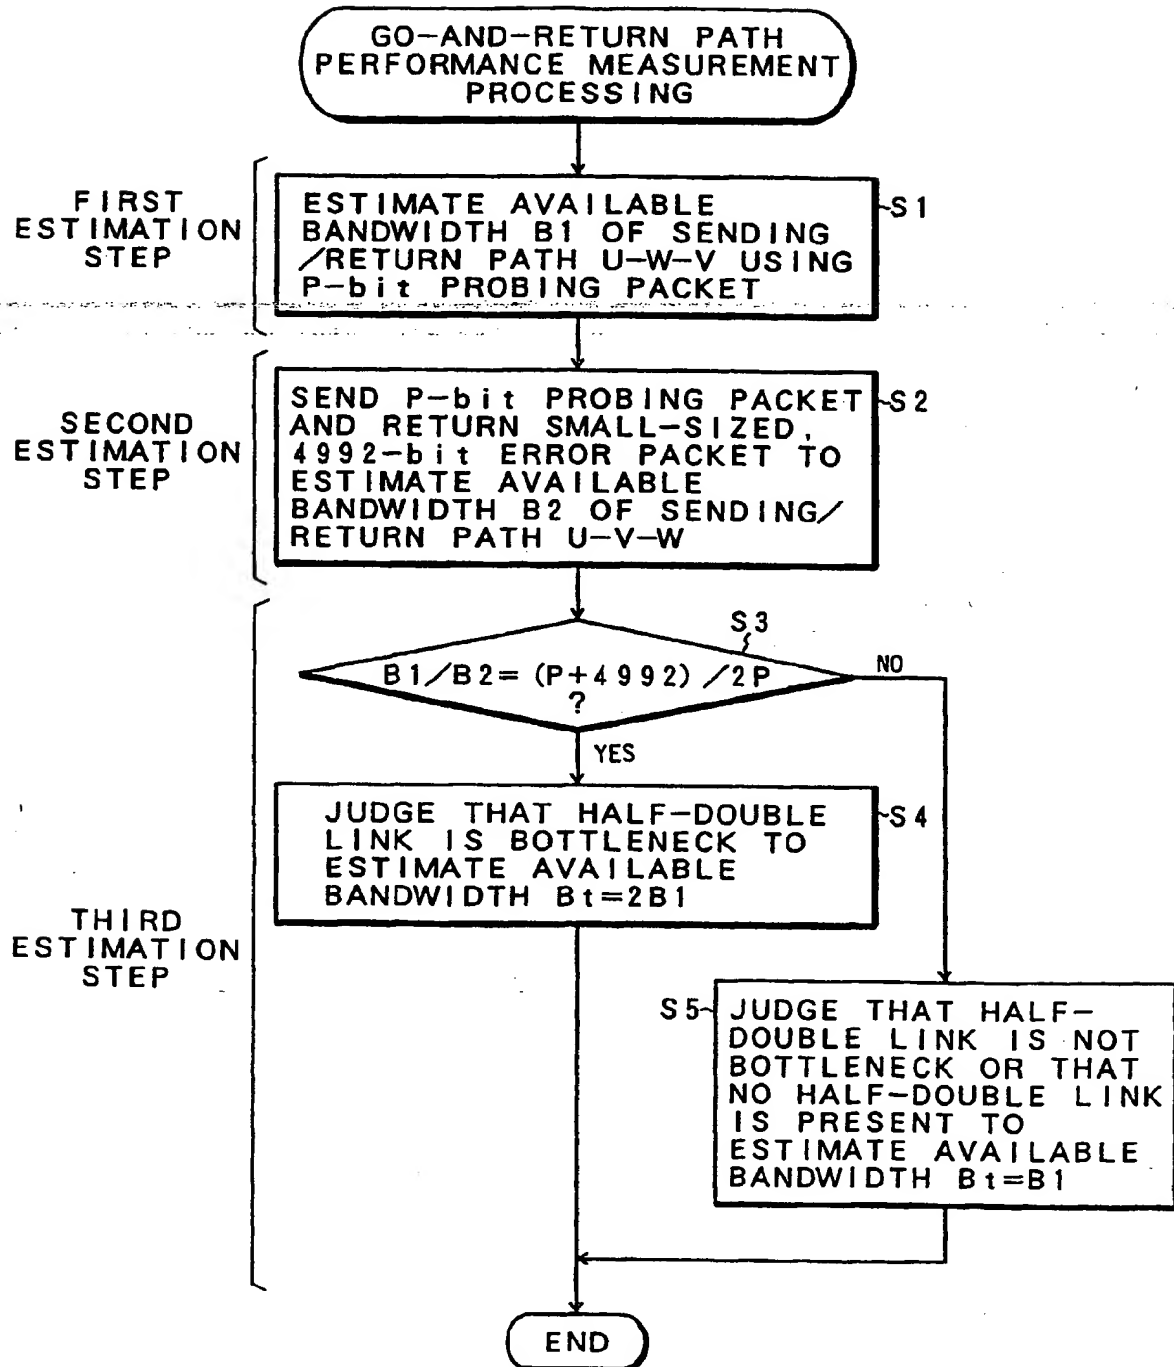 GO-AND-RETURN PATH
PERFORMANCE MEASUREMENT
PROCESSING
FIRST
ESTIMATION
STEP
ESTIMATE AVAILABLE
BANDWIDTH B1 OF SENDING
/RETURN PATH U-W-V USING
P-bit PROBING PACKET
S1
SECOND
ESTIMATION
STEP
SEND P-bit PROBING PACKET
AND RETURN SMALL-SIZED,
4992-bit ERROR PACKET TO
ESTIMATE AVAILABLE
BANDWIDTH B2 OF SENDING/
RETURN PATH U-V-W
S2
THIRD
ESTIMATION
STEP
S3
B1/B2=(P+4992)/2P
?
NO
YES
JUDGE THAT HALF-DOUBLE
LINK IS BOTTLENECK TO
ESTIMATE AVAILABLE
BANDWIDTH Bt=2B1
S4
S5
JUDGE THAT HALF-
DOUBLE LINK IS NOT
BOTTLENECK OR THAT
NO HALF-DOUBLE LINK
IS PRESENT TO
ESTIMATE AVAILABLE
BANDWIDTH Bt=B1
END